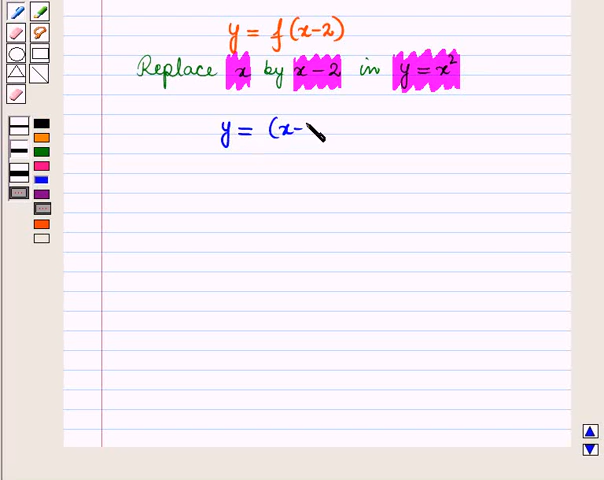 y = f(x-2)
Replace x by x-2 in y = x²
y = (x-